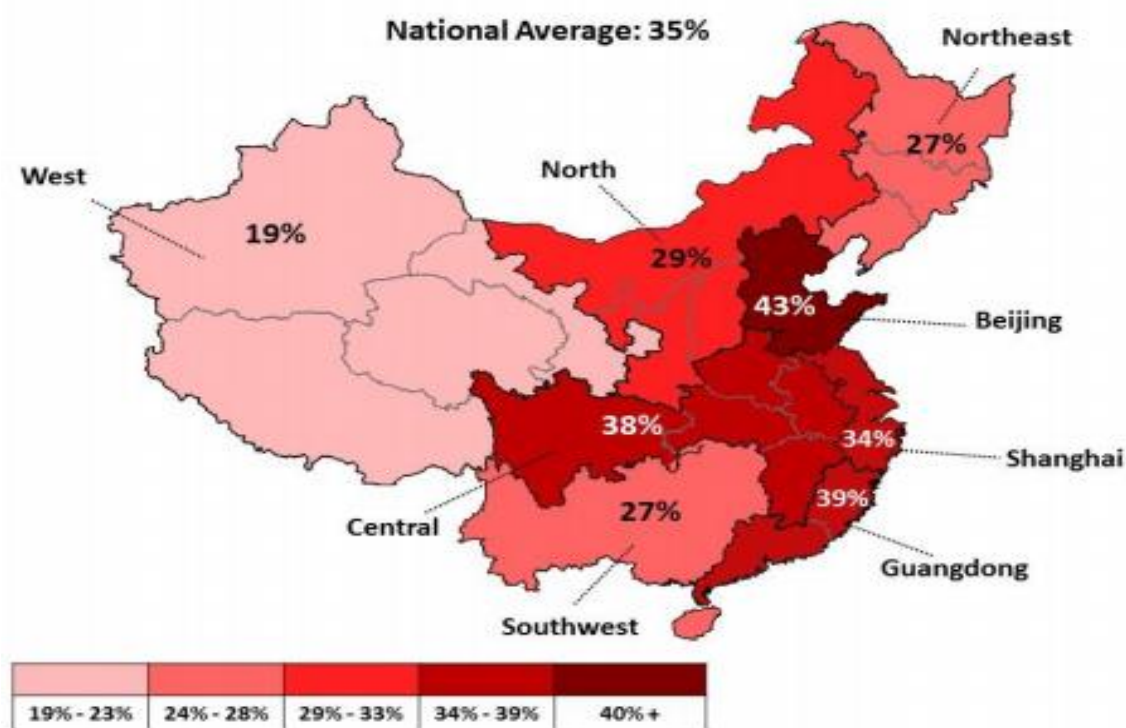 National Average: 35%
Northeast
27%
West
North
19%
29%
43%
Beijing
38%
34%
Shanghai
39%
27%
Central
Guangdong
Southwest
19% - 23% 24% - 28% 29% - 33% 34% - 39% 40% +